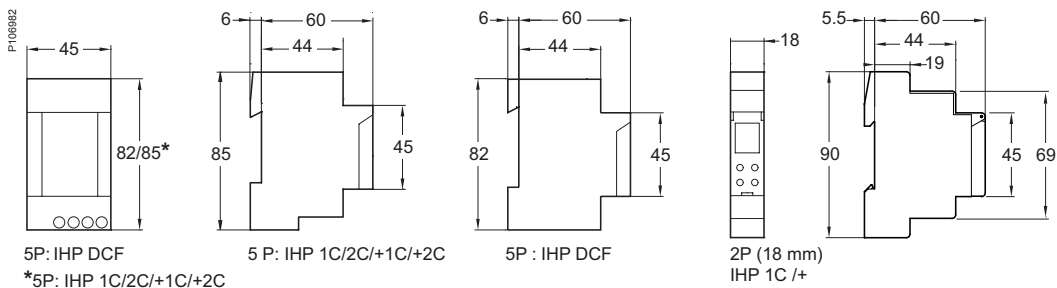 P106982
45
82/85*
5P: IHP DCF
*5P: IHP 1C/2C/+1C/+2C
6
60
44
85
45
5 P: IHP 1C/2C/+1C/+2C
6
60
44
82
45
5P : IHP DCF
18
2P (18 mm)
IHP 1C /+
5.5
60
44
19
90
45
69